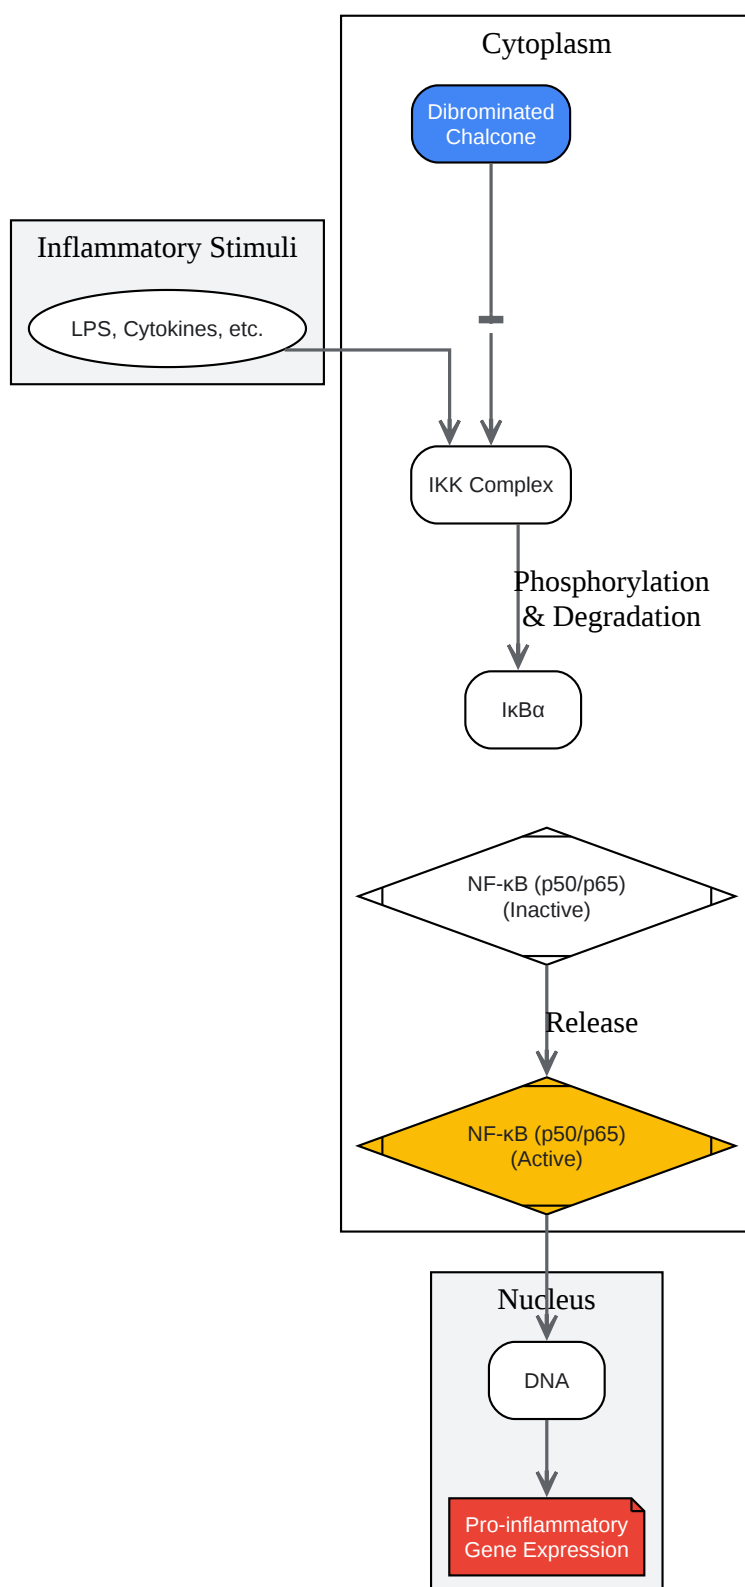 Cytoplasm
Dibrominated
Chalcone
Inflammatory Stimuli
LPS, Cytokines, etc.
IKK Complex
Phosphorylation
& Degradation
IκBα
NF-κB (p50/p65)
(Inactive)
Release
NF-κB (p50/p65)
(Active)
Nucleus
DNA
Pro-inflammatory
Gene Expression